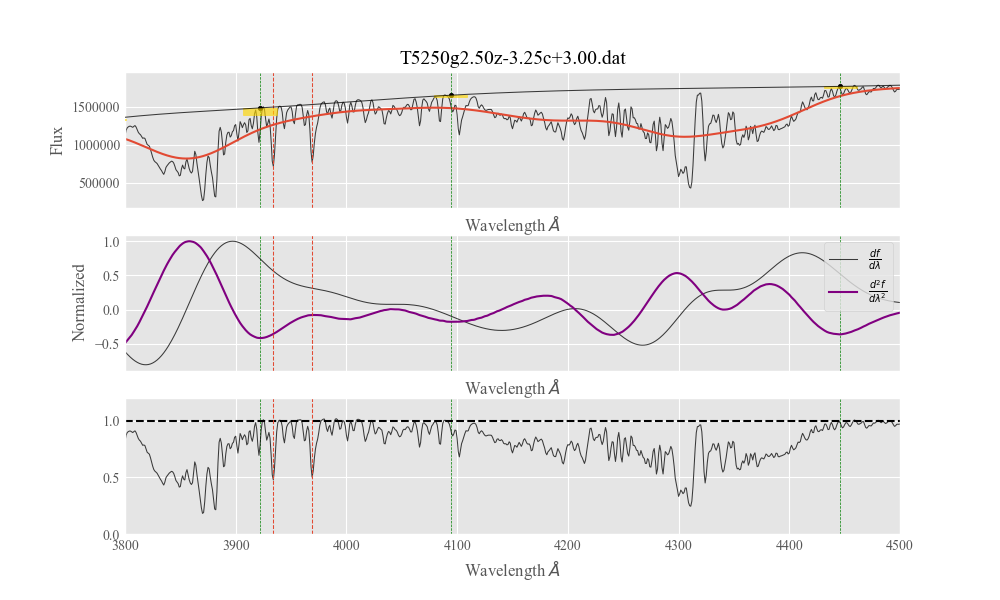 T5250g2.50z-3.25c+3.00.dat
Flux
1500000
1000000
500000
Wavelength Å
Normalized
1.0
0.5
0.0
−0.5
df/dλ
d²f/dλ²
Wavelength Å
1.0
0.5
0.0
3800 3900 4000 4100 4200 4300 4400 4500
Wavelength Å